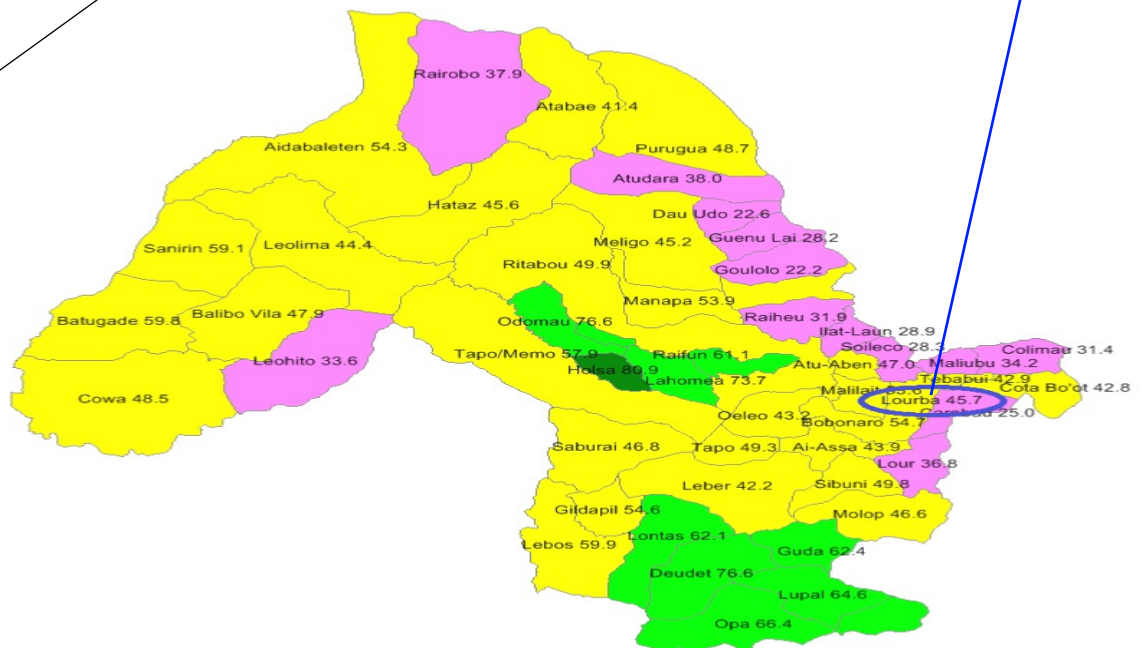 Rairobo 37.9
Atabae 41.4
Aidabaleten 54.3
Purugua 48.7
Atudara 38.0
Hataz 45.6
Dau Udo 22.6
Sanirin 59.1
Leolima 44.4
Meligo 45.2
Guenu Lai 28.2
Ritabou 49.9
Goulolo 22.2
Manapa 53.9
Batugade 59.8
Balibo Vila 47.9
Odomau 76.6
Raiheu 31.9
Ilat-Laun 28.9
Soileco 28.3
Colimau 31.4
Leohito 33.6
Tapo/Memo 57.9
Raifun 61.1
Atu-Aben 47.0
Maliubu 34.2
Holsa 80.9
Lahomea 73.7
Tebabui 42.9
Cota Bo'ot 42.8
Malilait
Cowa 48.5
Lourba 45.7
25.0
Oeleo 43.2
Bobonaro 54.7
Saburai 46.8
Tapo 49.3
Ai-Assa 43.9
Lour 36.8
Leber 42.2
Sibuni 49.8
Gildapil 54.6
Molop 46.6
Lontas 62.1
Lebos 59.9
Guda 62.4
Deudet 76.6
Lupal 64.6
Opa 66.4